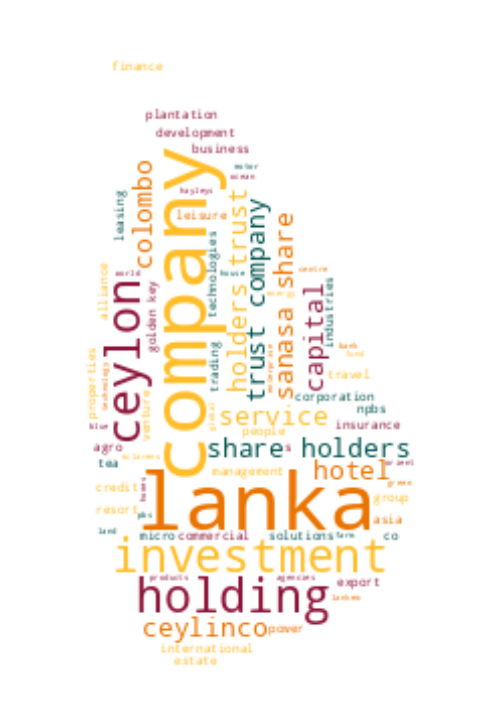 finance
plantation
development
business
motor
ocean
hayleys
colombo
leasing
leisure
company
holders trust
trust company
sanasa share
technologies
house
centre
energy
world
ceylon
golden key
alliance
capital
industries
trading
enterprise
bank
fund
travel
properties
technology
venture
corporation
npbs
global
service
blue
people
insurance
agro
share holders
s
tea
hotel
orient
management
lanka
credit
homes
green
group
resort
pbs
asia
land
micro
commercial
solutions
farm
co
investment
products
agencies
export
holding
lankem
ceylinco
power
international
estate